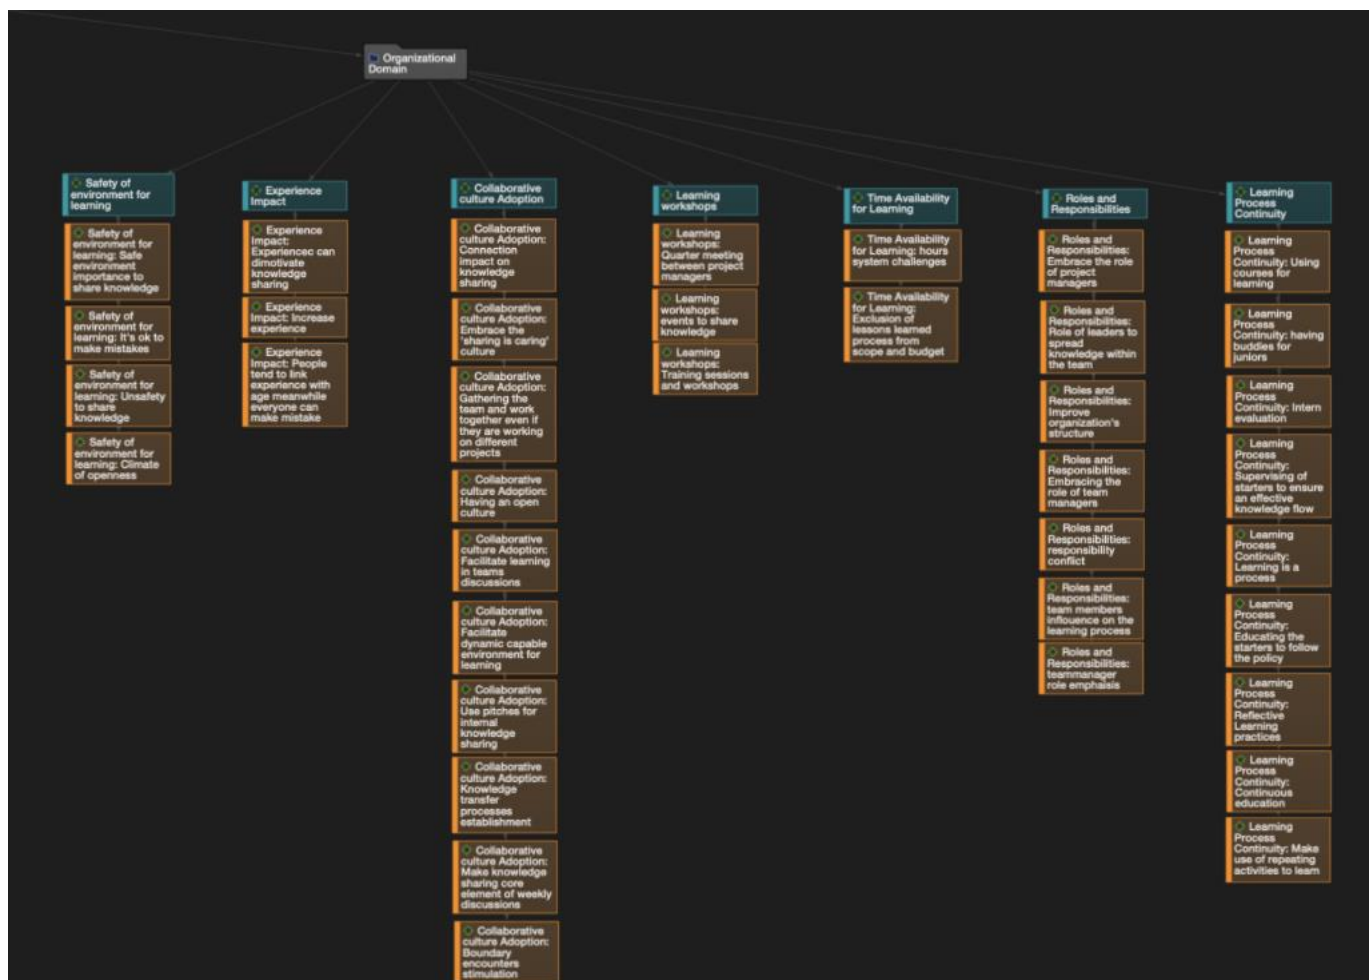 Organizational
Domain
Safety of
environment for
learning
Safety of
environment for
learning: Safe
environment
importance to
share knowledge
Safety of
environment for
learning: It's ok to
make mistakes
Safety of
environment for
learning: Unsafety
to share
knowledge
Safety of
environment for
learning: Climate
of openness
Experience
Impact
Experience
Impact:
Experiencec can
dimotivate
knowledge
sharing
Experience
Impact: Increase
experience
Experience
Impact: People
tend to link
experience with
age meanwhile
everyone can
make mistake
Collaborative
culture Adoption
Collaborative
culture Adoption:
Connection
impact on
knowledge
sharing
Collaborative
culture Adoption:
Embrace the
'sharing is caring'
culture
Collaborative
culture Adoption:
Gathering the
team and work
together even if
they are working
on different
projects
Collaborative
culture Adoption:
Having an open
culture
Collaborative
culture Adoption:
Facilitate learning
in teams
discussions
Collaborative
culture Adoption:
Facilitate
dynamic capable
environment for
learning
Collaborative
culture Adoption:
Use pitches for
internal
knowledge
sharing
Collaborative
culture Adoption:
Knowledge
transfer
processes
establishment
Collaborative
culture Adoption:
Make knowledge
sharing core
element of weekly
discussions
Collaborative
culture Adoption:
Boundary
encounters
stimulation
Learning
workshops
Learning
workshops:
Quarter meeting
between project
managers
Learning
workshops:
events to share
knowledge
Learning
workshops:
Training sessions
and workshops
Time Availability
for Learning
Time Availability
for Learning: hours
system challenges
Time Availability
for Learning:
Exclusion of
lessons learned
process from
scope and budget
Roles and
Responsibilities
Roles and
Responsibilities:
Embrace the role
of project
managers
Roles and
Responsibilities:
Role of leaders to
spread
knowledge within
the team
Roles and
Responsibilities:
Improve
organization's
structure
Roles and
Responsibilities:
Embracing the
role of team
managers
Roles and
Responsibilities:
responsibility
conflict
Roles and
Responsibilities:
team members
inflouence on the
learning process
Roles and
Responsibilities:
teammanager
role emphaisis
Learning
Process
Continuity
Learning
Process
Continuity: Using
courses for
learning
Learning
Process
Continuity: having
buddies for
juniors
Learning
Process
Continuity: Intern
evaluation
Learning
Process
Continuity:
Supervising of
starters to ensure
an effective
knowledge flow
Learning
Process
Continuity:
Learning is a
process
Learning
Process
Continuity:
Educating the
starters to follow
the policy
Learning
Process
Continuity:
Reflective
Learning
practices
Learning
Process
Continuity:
Continuous
education
Learning
Process
Continuity: Make
use of repeating
activities to learn